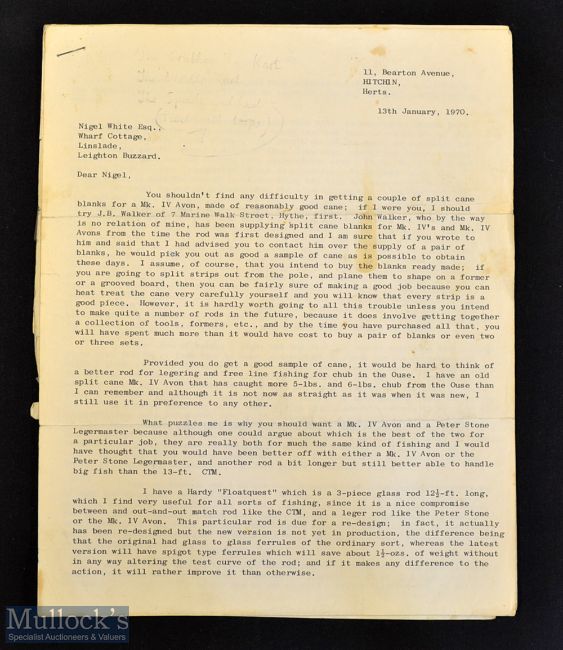 11, Bearton Avenue,
HITCHIN,
Herts.
13th January, 1970.
Nigel White Esq.,
Wharf Cottage,
Linslade,
Leighton Buzzard.
Dear Nigel,
You shouldn't find any difficulty in getting a couple of split cane
blanks for a Mk. IV Avon, made of reasonably good cane; if I were you, I should
try J.B. Walker of 7 Marine Walk Street, Hythe, first. John Walker, who by the way
is no relation of mine, has been supplying split cane blanks for Mk. IV's and Mk. IV
Avons from the time the rod was first designed and I am sure that if you wrote to
him and said that I had advised you to contact him over the supply of a pair of
blanks, he would pick you out as good a sample of cane as is possible to obtain
these days. I assume, of course, that you intend to buy the blanks ready made; if
you are going to split strips out from the pole, and plane them to shape on a former
or a grooved board, then you can be fairly sure of making a good job because you can
heat treat the cane very carefully yourself and you will know that every strip is a
good piece. However, it is hardly worth going to all this trouble unless you intend
to make quite a number of rods in the future, because it does involve getting together
a collection of tools, formers, etc., and by the time you have purchased all that, you
will have spent much more than it would have cost to buy a pair of blanks or even two
or three sets.
Provided you do get a good sample of cane, it would be hard to think of
a better rod for legering and free line fishing for chub in the Ouse. I have an old
split cane Mk. IV Avon that has caught more 5-lbs. and 6-lbs. chub from the Ouse than
I can remember and although it is not now as straight as it was when it was new, I
still use it in preference to any other.
What puzzles me is why you should want a Mk. IV Avon and a Peter Stone
Legermaster because although one could argue about which is the best of the two for
a particular job, they are really both for much the same kind of fishing and I would
have thought that you would have been better off with either a Mk. IV Avon or the
Peter Stone Legermaster, and another rod a bit longer but still better able to handle
big fish than the 13-ft. CTM.
I have a Hardy "Floatquest" which is a 3-piece glass rod 12½-ft. long,
which I find very useful for all sorts of fishing, since it is a nice compromise
between and out-and-out match rod like the CTM, and a leger rod like the Peter Stone
or the Mk. IV Avon. This particular rod is due for a re-design; in fact, it actually
has been re-designed but the new version is not yet in production, the difference being
that the original had glass to glass ferrules of the ordinary sort, whereas the latest
version will have spigot type ferrules which will save about 1½-ozs. of weight without
in any way altering the test curve of the rod; and if it makes any difference to the
action, it will rather improve it than otherwise.
Mullock's
Specialist Auctioneers & Valuers